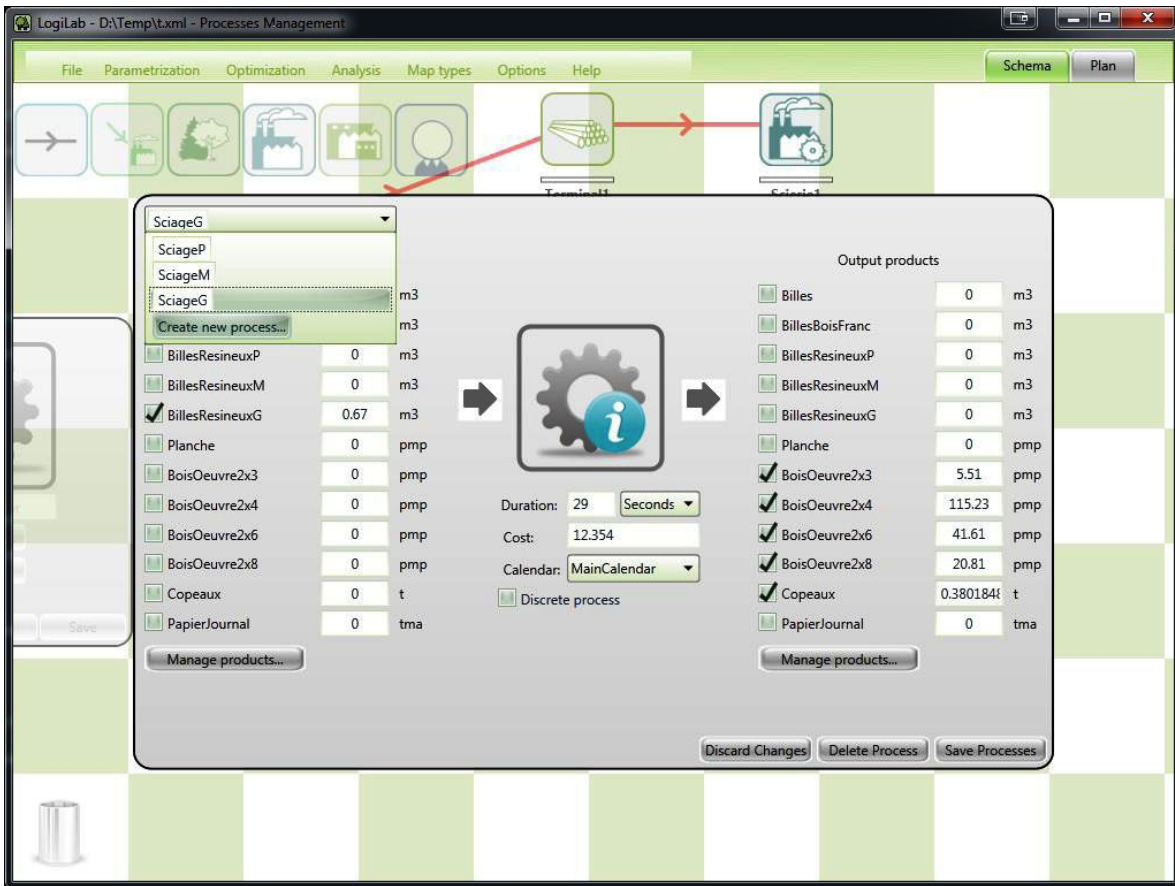 LogiLab - D:\Temp\t.xml - Processes Management
File Parametrization Optimization Analysis Map types Options Help Schema Plan
Terminal1 Scierie1
SciageG
SciageP
SciageM
SciageG
Create new process...
m3
m3
BillesResineuxP 0 m3
BillesResineuxM 0 m3
BillesResineuxG 0.67 m3
Planche 0 pmp
BoisOeuvre2x3 0 pmp
BoisOeuvre2x4 0 pmp
BoisOeuvre2x6 0 pmp
BoisOeuvre2x8 0 pmp
Copeaux 0 t
PapierJournal 0 tma
Manage products...
Duration: 29 Seconds
Cost: 12.354
Calendar: MainCalendar
Discrete process
Output products
Billes 0 m3
BillesBoisFranc 0 m3
BillesResineuxP 0 m3
BillesResineuxM 0 m3
BillesResineuxG 0 m3
Planche 0 pmp
BoisOeuvre2x3 5.51 pmp
BoisOeuvre2x4 115.23 pmp
BoisOeuvre2x6 41.61 pmp
BoisOeuvre2x8 20.81 pmp
Copeaux 0.3801848 t
PapierJournal 0 tma
Manage products...
Discard Changes Delete Process Save Processes
Save